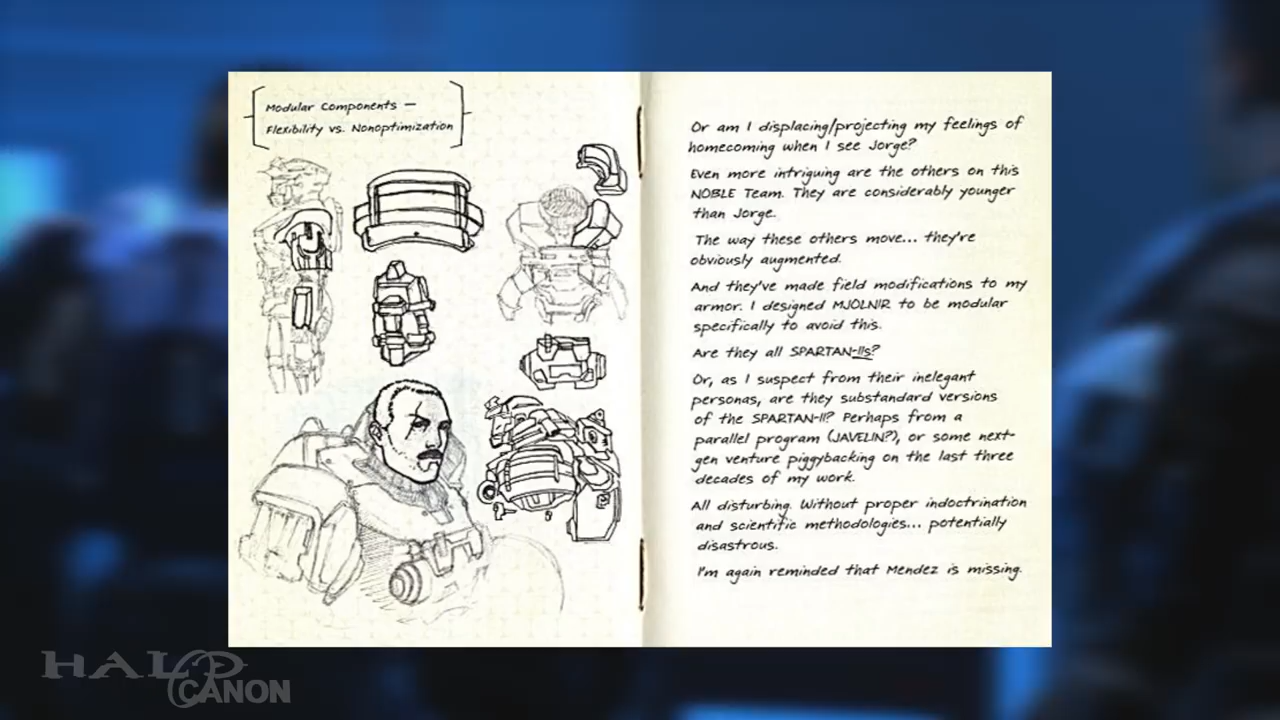 Modular Components —
Flexibility vs. Nonoptimization
Or am I displacing/projecting my feelings of
homecoming when I see Jorge?
Even more intriguing are the others on this
NOBLE Team. They are considerably younger
than Jorge.
The way these others move... they're
obviously augmented.
And they've made field modifications to my
armor. I designed MJOLNIR to be modular
specifically to avoid this.
Are they all SPARTAN-IIs?
Or, as I suspect from their inelegant
personas, are they substandard versions
of the SPARTAN-II? Perhaps from a
parallel program (JAVELIN?), or some next-
gen venture piggybacking on the last three
decades of my work.
All disturbing. Without proper indoctrination
and scientific methodologies... potentially
disastrous.
I'm again reminded that Mendez is missing.
HALO
CANON